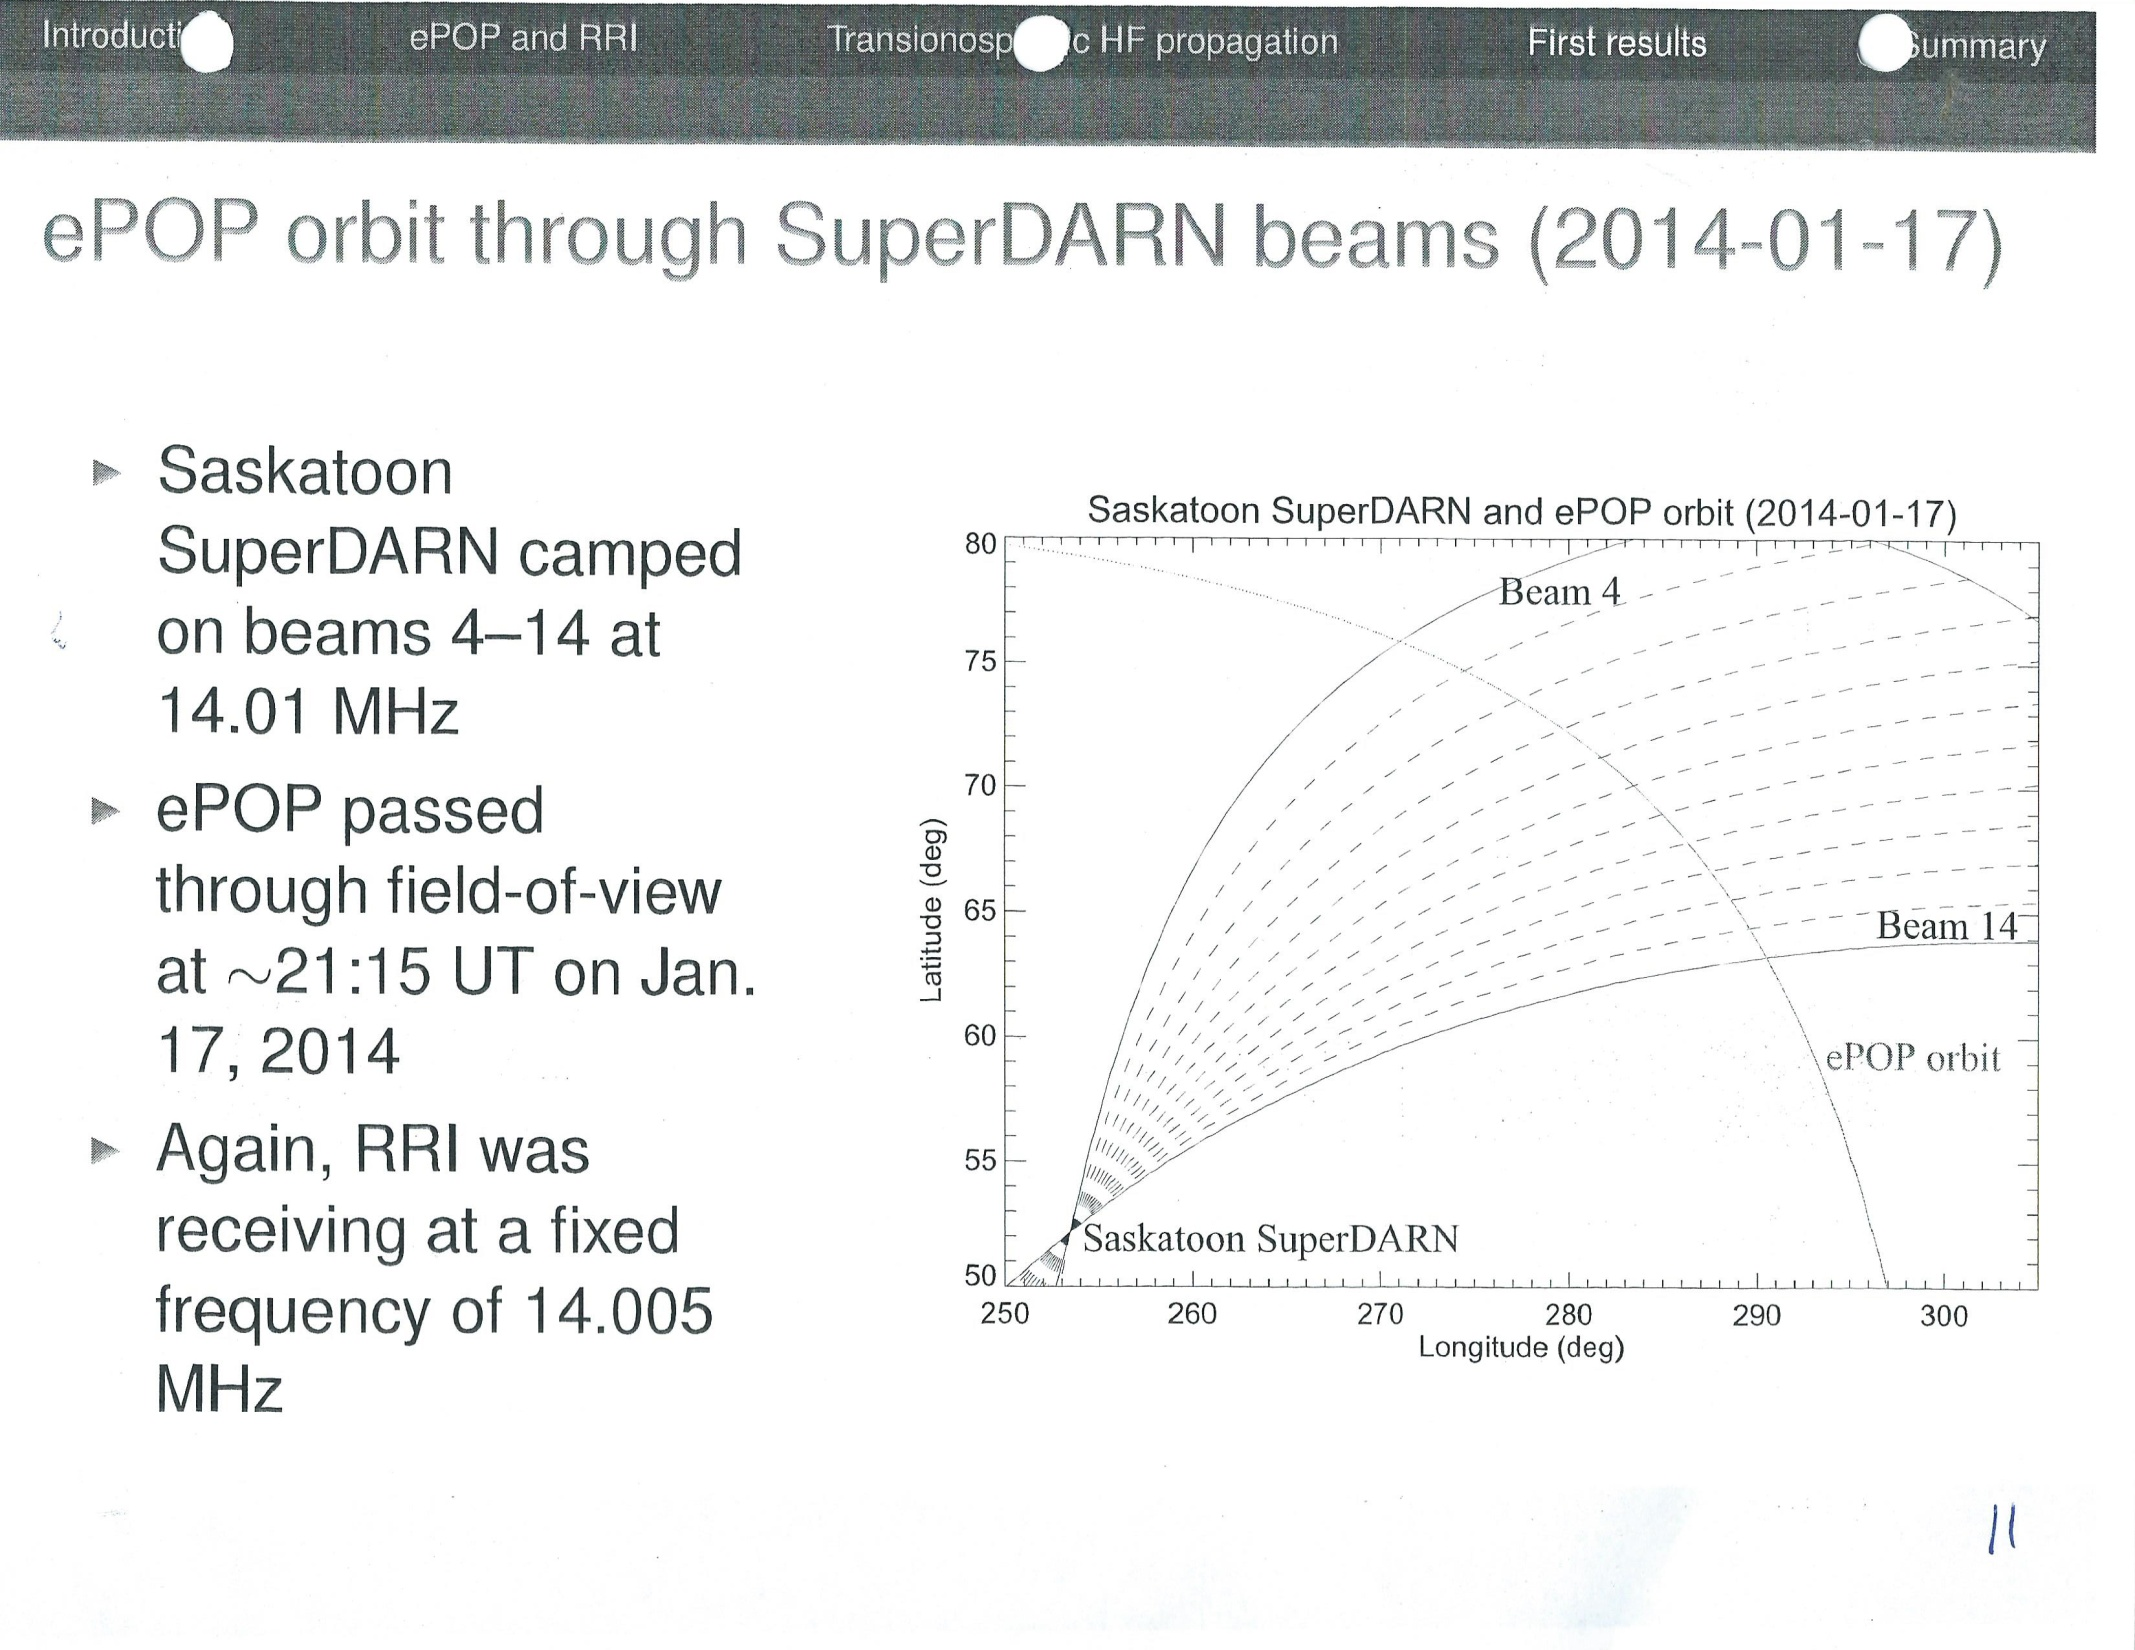 ePOP and RRI
HF propagation
First results
ePOP orbit through SuperDARN beams (2014-01-17)
► Saskatoon
SuperDARN camped
on beams 4–14 at
14.01 MHz
► ePOP passed
through field-of-view
at ~21:15 UT on Jan.
17, 2014
► Again, RRI was
receiving at a fixed
frequency of 14.005
MHz
Saskatoon SuperDARN and ePOP orbit (2014-01-17)
80
75
70
65
60
55
50
Latitude (deg)
Beam 4
Beam 14
ePOP orbit
Saskatoon SuperDARN
250 260 270 280 290 300
Longitude (deg)
11